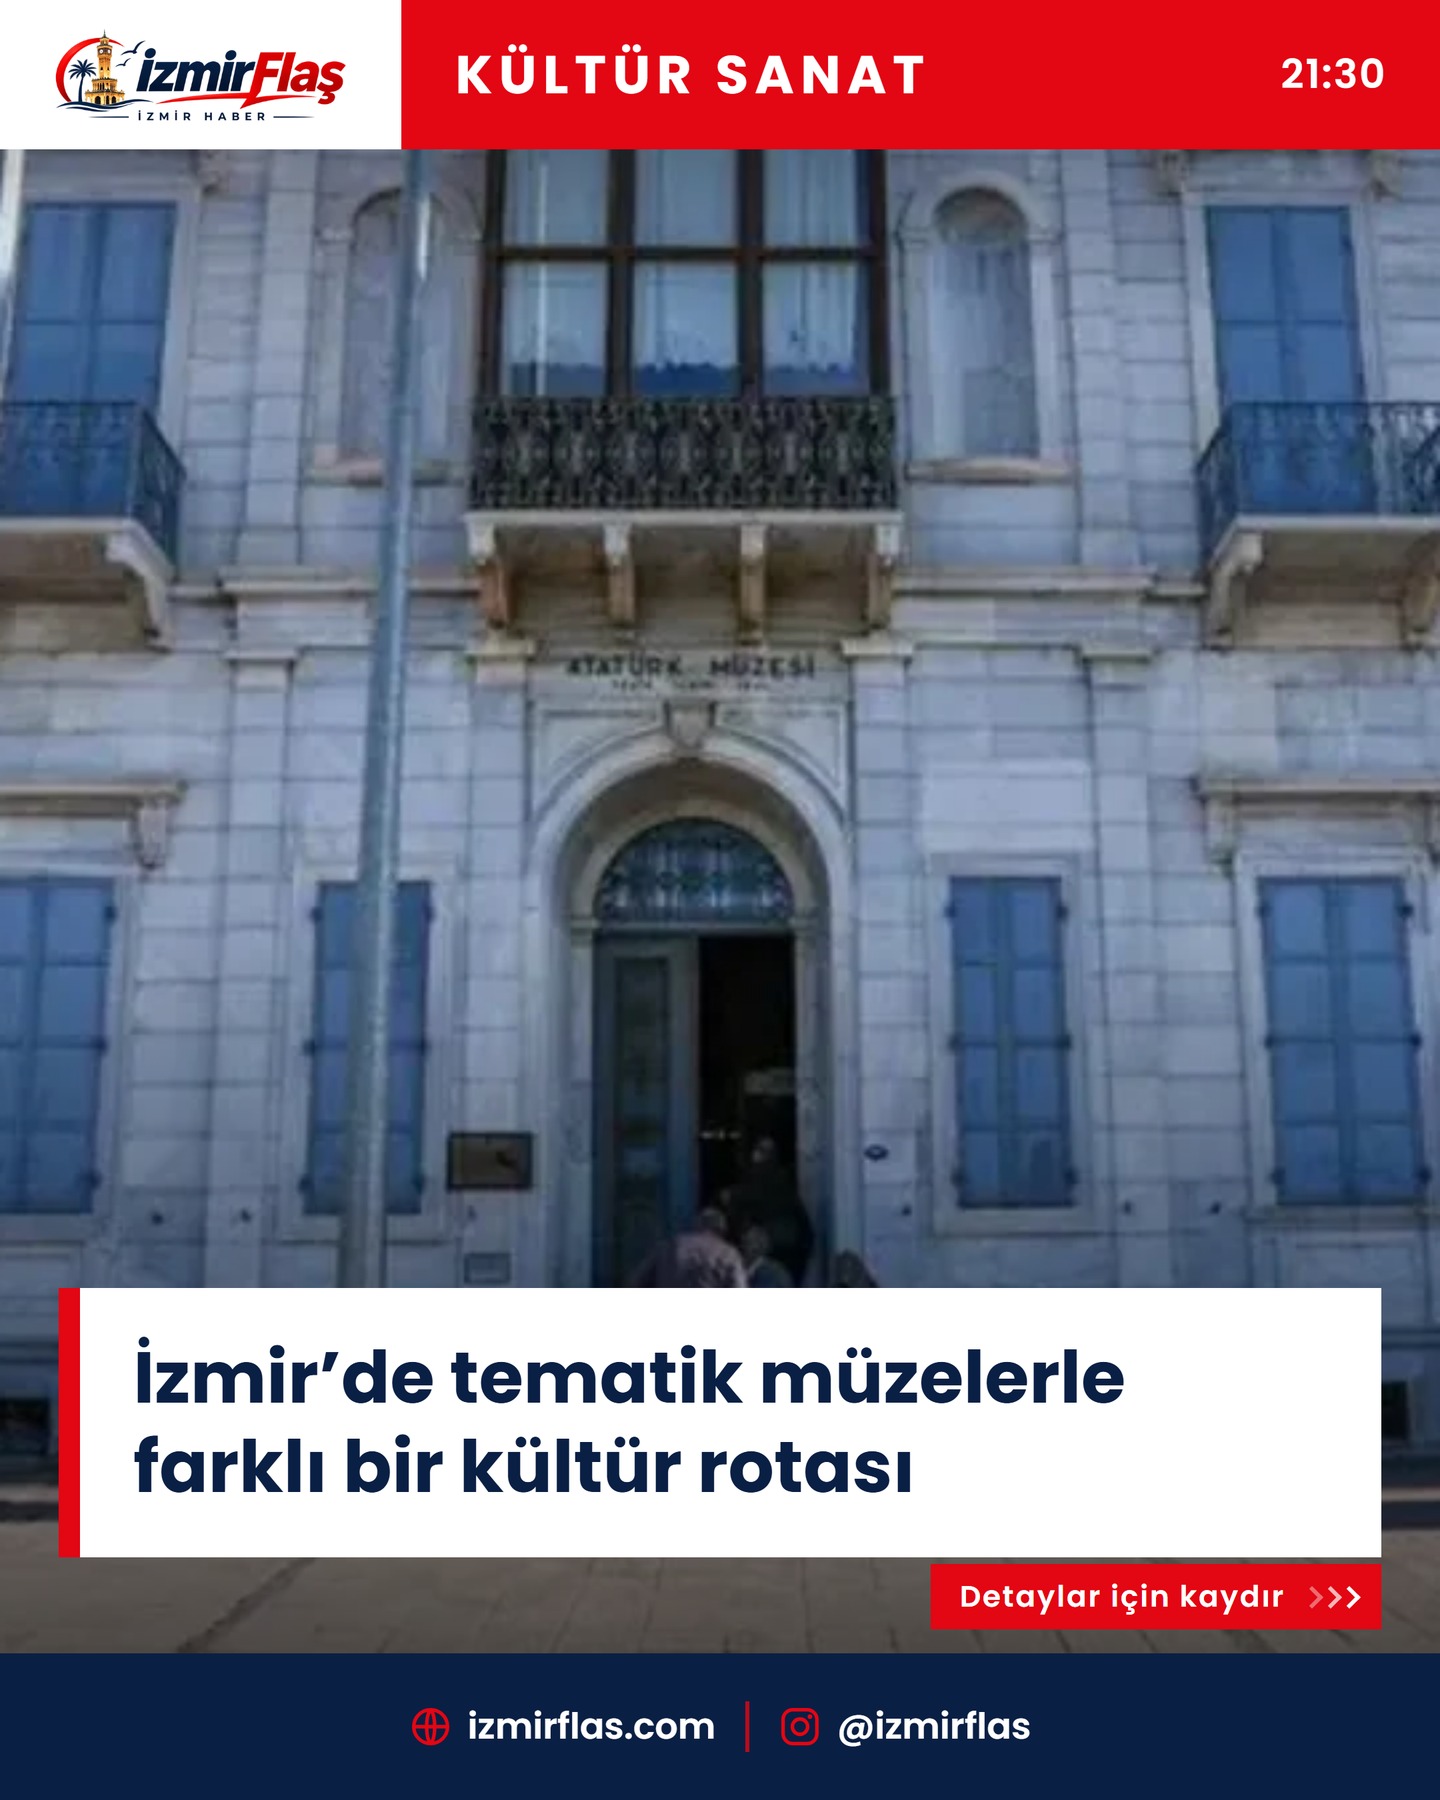 izmirFlaş
İZMİR HABER
KÜLTÜR SANAT
21:30
ATATÜRK MÜZESİ
İzmir’de tematik müzelerle
farklı bir kültür rotası
Detaylar için kaydır
izmirflas.com
@izmirflas